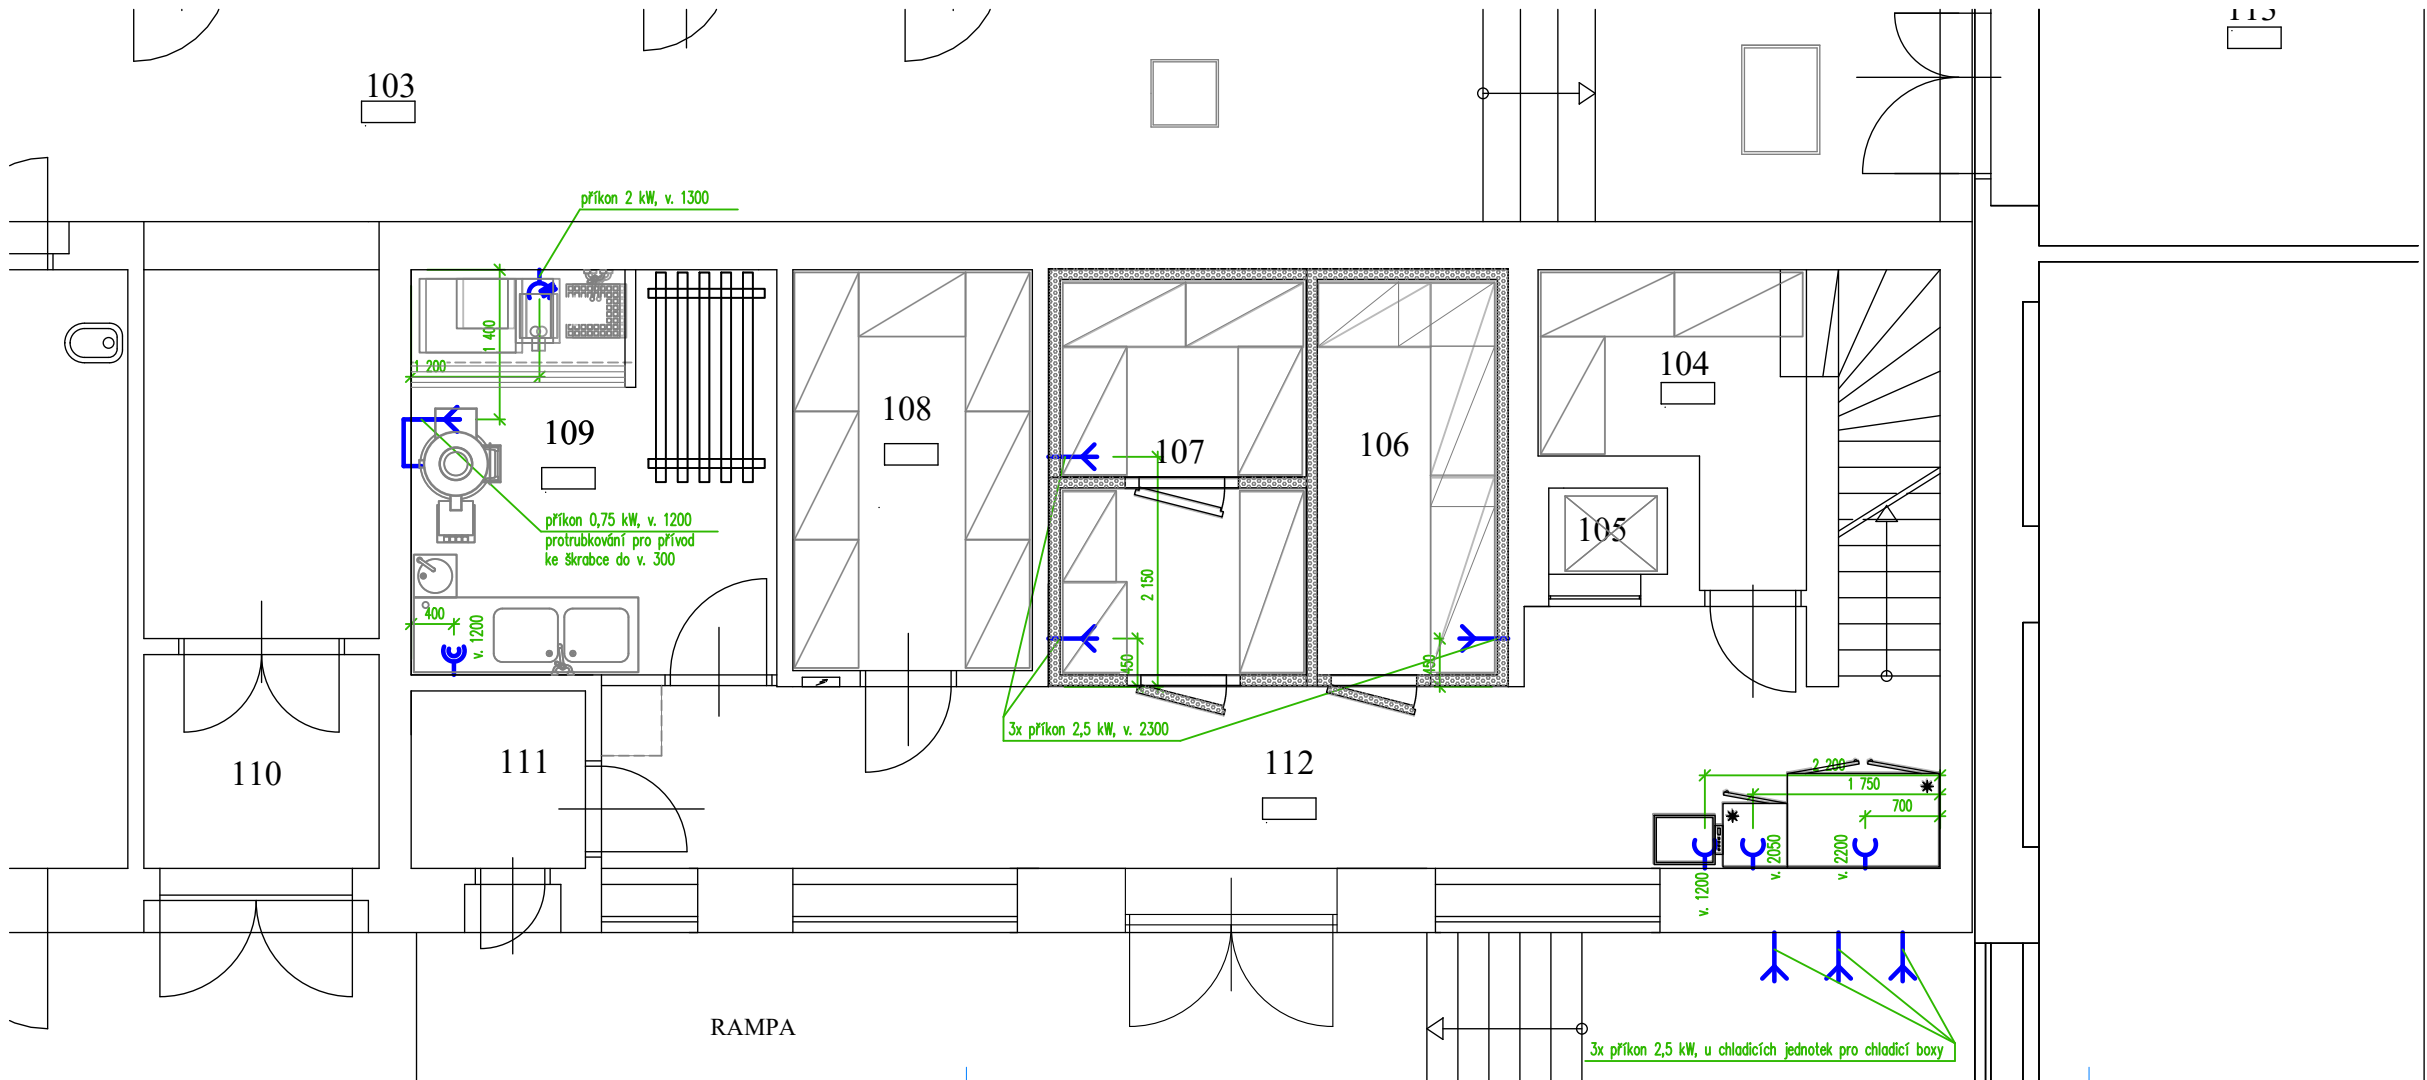 113
103
příkon 2 kW, v. 1300
1 400
1 200
104
108
109
107
106
105
příkon 0,75 kW, v. 1200
protrubkování pro přívod
ke škrabce do v. 300
2 150
400
v. 1200
450
450
3x příkon 2,5 kW, v. 2300
111
112
110
2 200
1 750
700
v. 2050
v. 2200
v. 1200
RAMPA
3x příkon 2,5 kW, u chladicích jednotek pro chladicí boxy